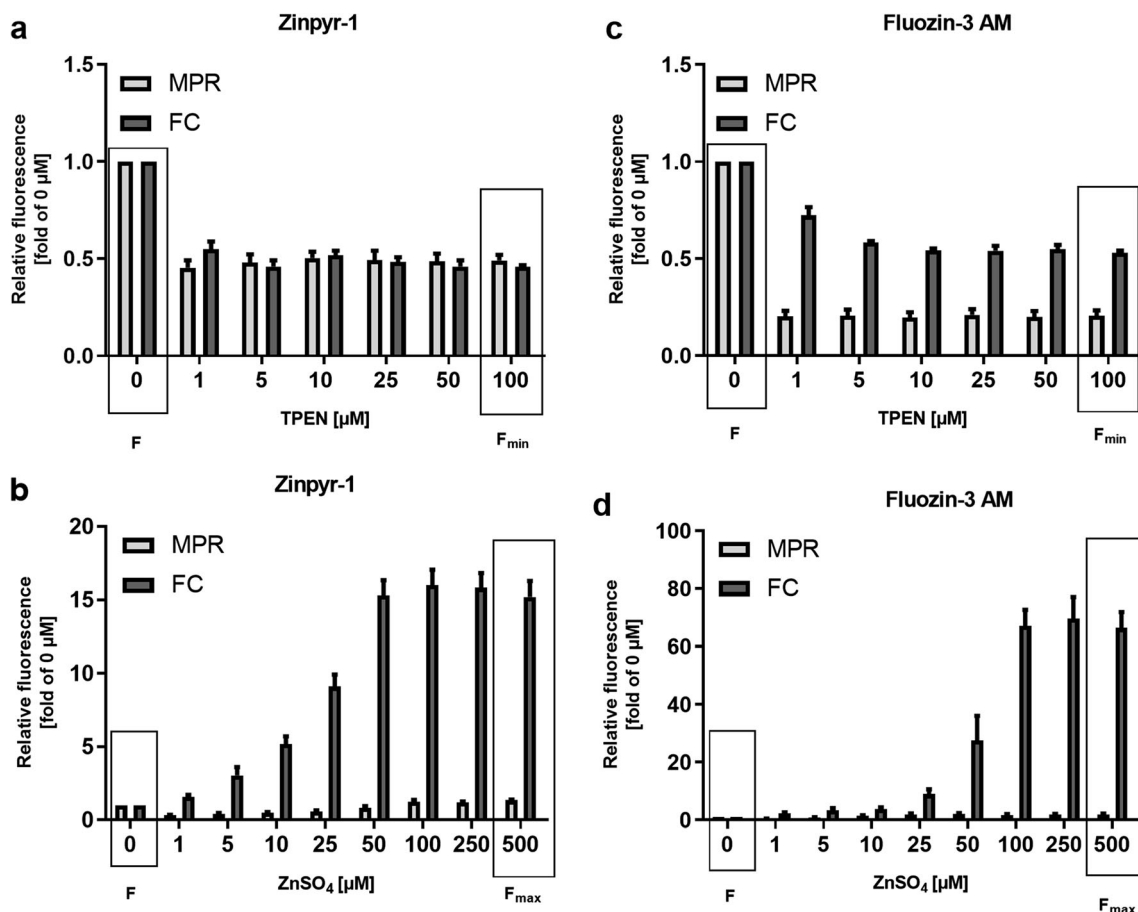 a
Zinpyr-1
Relative fluorescence
[fold of 0 µM]
1.5
1.0
0.5
0.0
MPR
FC
0 1 5 10 25 50 100
TPEN [µM]
F
Fmin
c
Fluozin-3 AM
Relative fluorescence
[fold of 0 µM]
1.5
1.0
0.5
0.0
MPR
FC
0 1 5 10 25 50 100
TPEN [µM]
F
Fmin
b
Zinpyr-1
Relative fluorescence
[fold of 0 µM]
20
15
10
5
0
MPR
FC
0 1 5 10 25 50 100 250 500
ZnSO4 [µM]
F
Fmax
d
Fluozin-3 AM
Relative fluorescence
[fold of 0 µM]
100
80
60
40
20
0
MPR
FC
0 1 5 10 25 50 100 250 500
ZnSO4 [µM]
F
Fmax